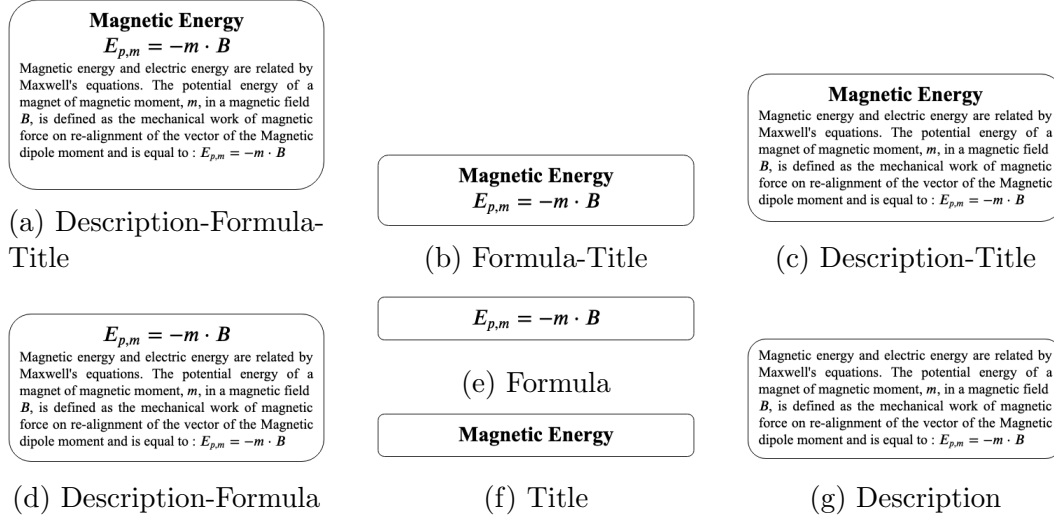 Magnetic Energy
E_{p,m} = −m · B
Magnetic energy and electric energy are related by
Maxwell's equations. The potential energy of a
magnet of magnetic moment, m, in a magnetic field
B, is defined as the mechanical work of magnetic
force on re-alignment of the vector of the Magnetic
dipole moment and is equal to : E_{p,m} = −m · B
(a) Description-Formula-
Title
Magnetic Energy
E_{p,m} = −m · B
(b) Formula-Title
Magnetic Energy
Magnetic energy and electric energy are related by
Maxwell's equations. The potential energy of a
magnet of magnetic moment, m, in a magnetic field
B, is defined as the mechanical work of magnetic
force on re-alignment of the vector of the Magnetic
dipole moment and is equal to : E_{p,m} = −m · B
(c) Description-Title
E_{p,m} = −m · B
Magnetic energy and electric energy are related by
Maxwell's equations. The potential energy of a
magnet of magnetic moment, m, in a magnetic field
B, is defined as the mechanical work of magnetic
force on re-alignment of the vector of the Magnetic
dipole moment and is equal to : E_{p,m} = −m · B
(d) Description-Formula
E_{p,m} = −m · B
(e) Formula
Magnetic Energy
(f) Title
Magnetic energy and electric energy are related by
Maxwell's equations. The potential energy of a
magnet of magnetic moment, m, in a magnetic field
B, is defined as the mechanical work of magnetic
force on re-alignment of the vector of the Magnetic
dipole moment and is equal to : E_{p,m} = −m · B
(g) Description